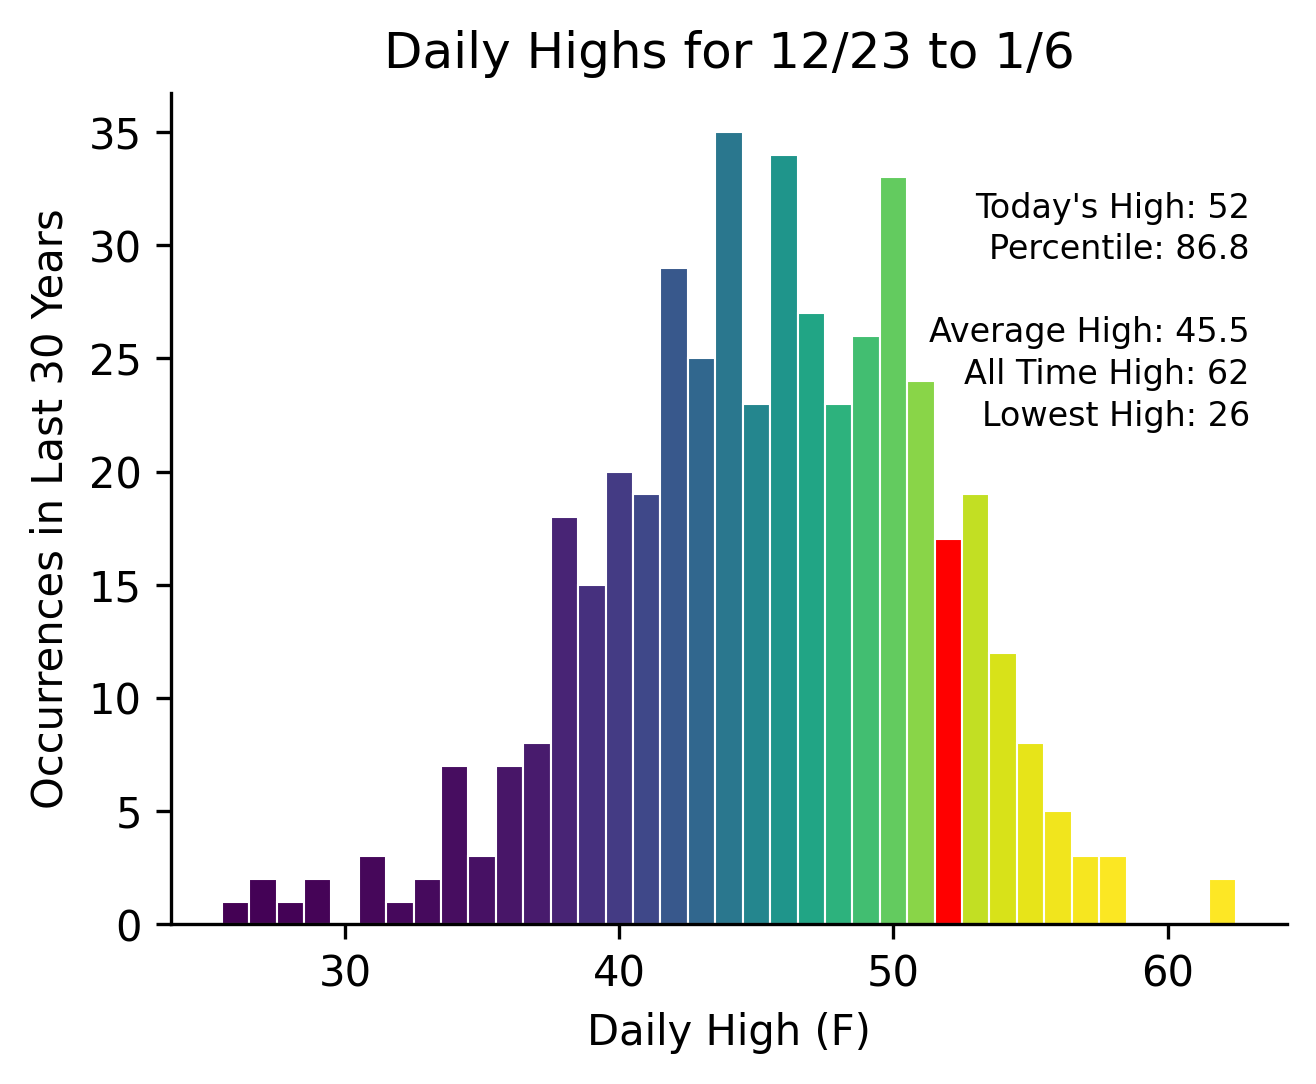 Daily Highs for 12/23 to 1/6
35
30
25
20
15
10
5
0
Occurrences in Last 30 Years
Today's High: 52
Percentile: 86.8
Average High: 45.5
All Time High: 62
Lowest High: 26
30 40 50 60
Daily High (F)